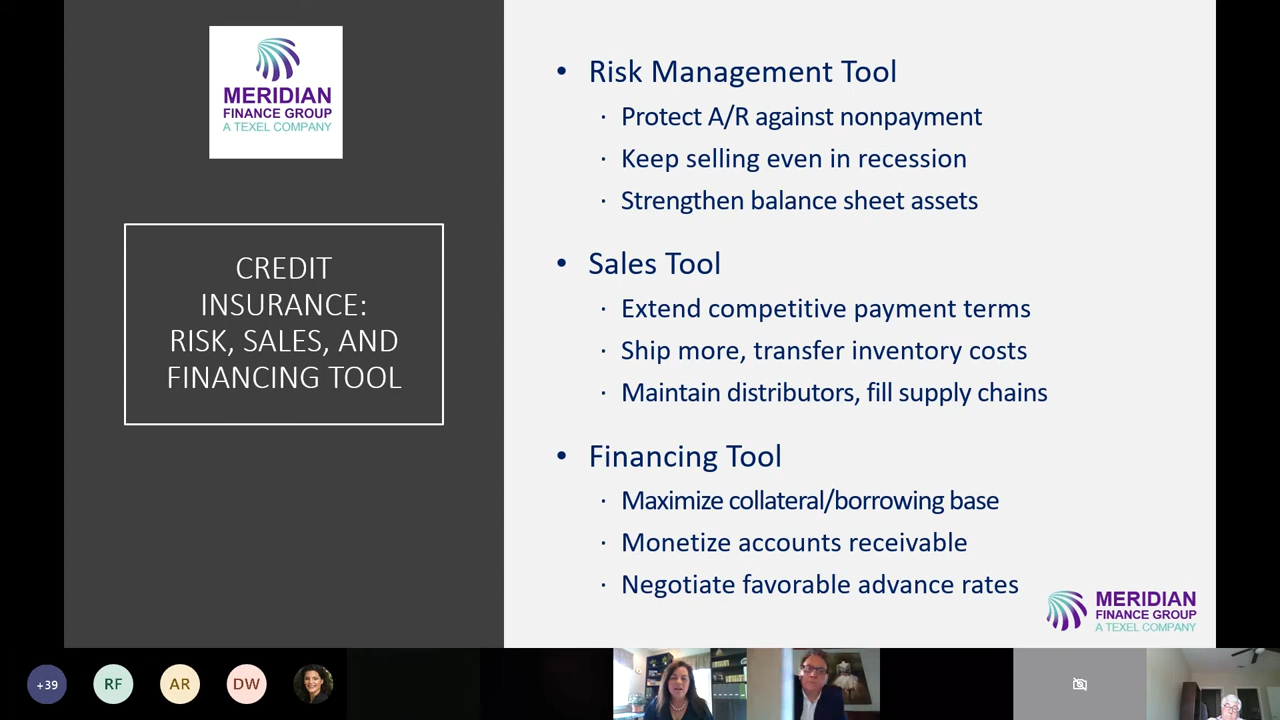 MERIDIAN
FINANCE GROUP
A TEXEL COMPANY
CREDIT
INSURANCE:
RISK, SALES, AND
FINANCING TOOL
• Risk Management Tool
· Protect A/R against nonpayment
· Keep selling even in recession
· Strengthen balance sheet assets
• Sales Tool
· Extend competitive payment terms
· Ship more, transfer inventory costs
· Maintain distributors, fill supply chains
• Financing Tool
· Maximize collateral/borrowing base
· Monetize accounts receivable
· Negotiate favorable advance rates
MERIDIAN
FINANCE GROUP
A TEXEL COMPANY
+39 RF AR DW